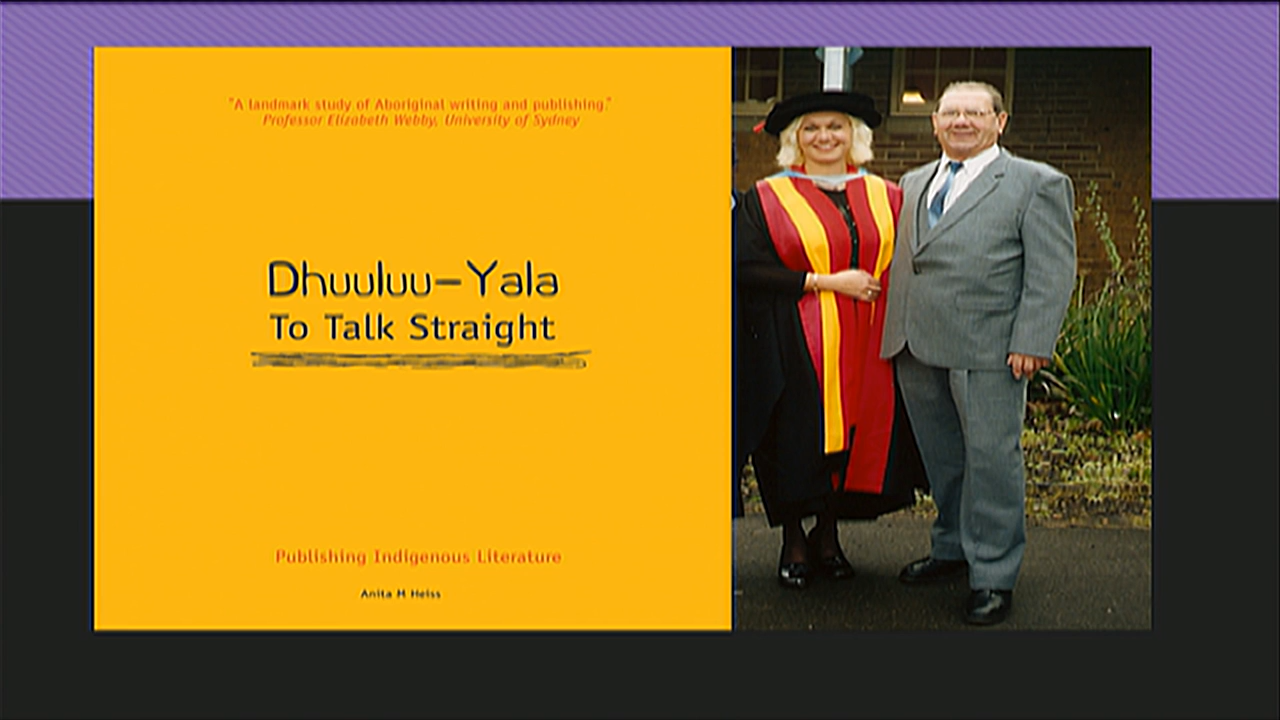 "A landmark study of Aboriginal writing and publishing."
Professor Elizabeth Webby, University of Sydney
Dhuuluu-Yala
To Talk Straight
Publishing Indigenous Literature
Anita M Heiss